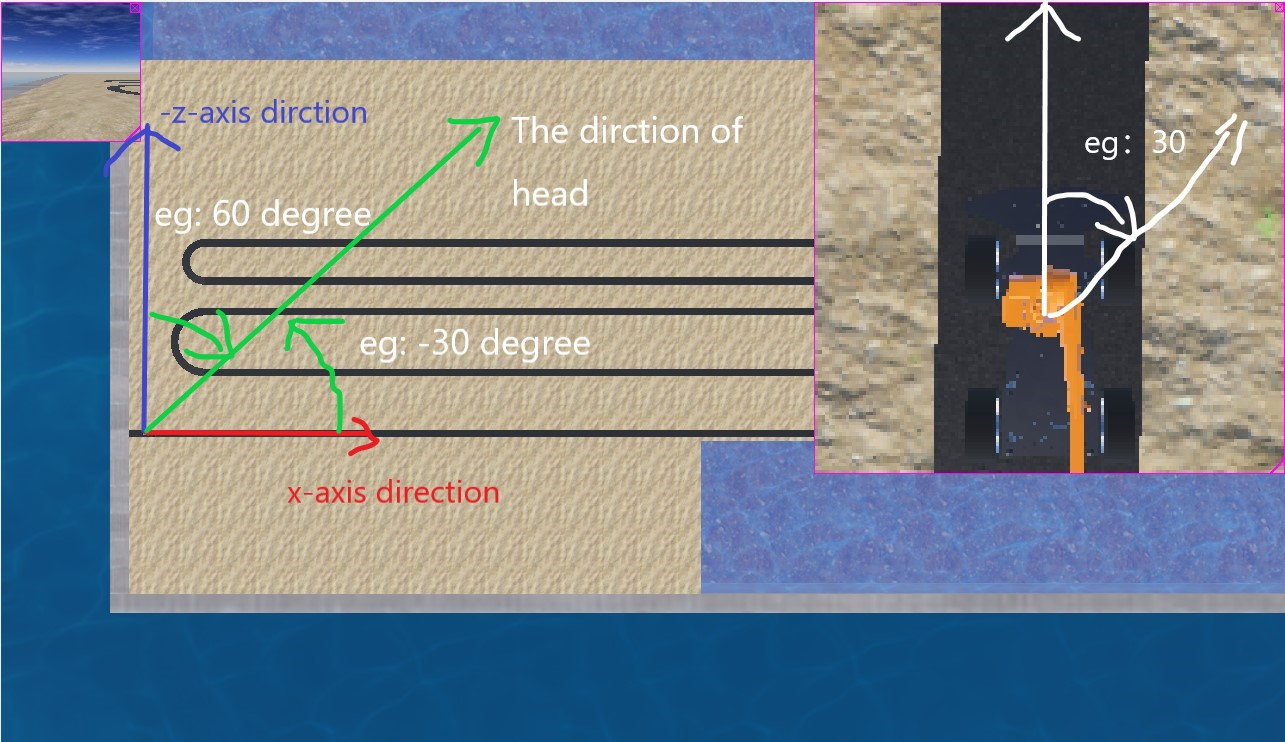 -z-axis dirction
The dirction of
head
eg: 60 degree
eg: 30
eg: -30 degree
x-axis direction